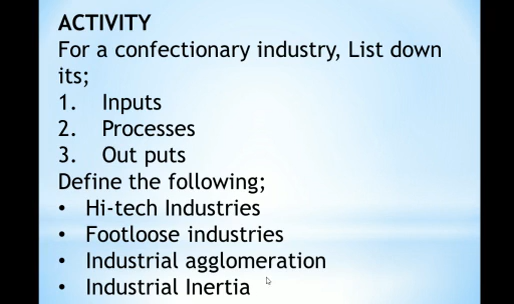 ACTIVITY
For a confectionary industry, List down
its;
1. Inputs
2. Processes
3. Out puts
Define the following;
• Hi-tech Industries
• Footloose industries
• Industrial agglomeration
• Industrial Inertia